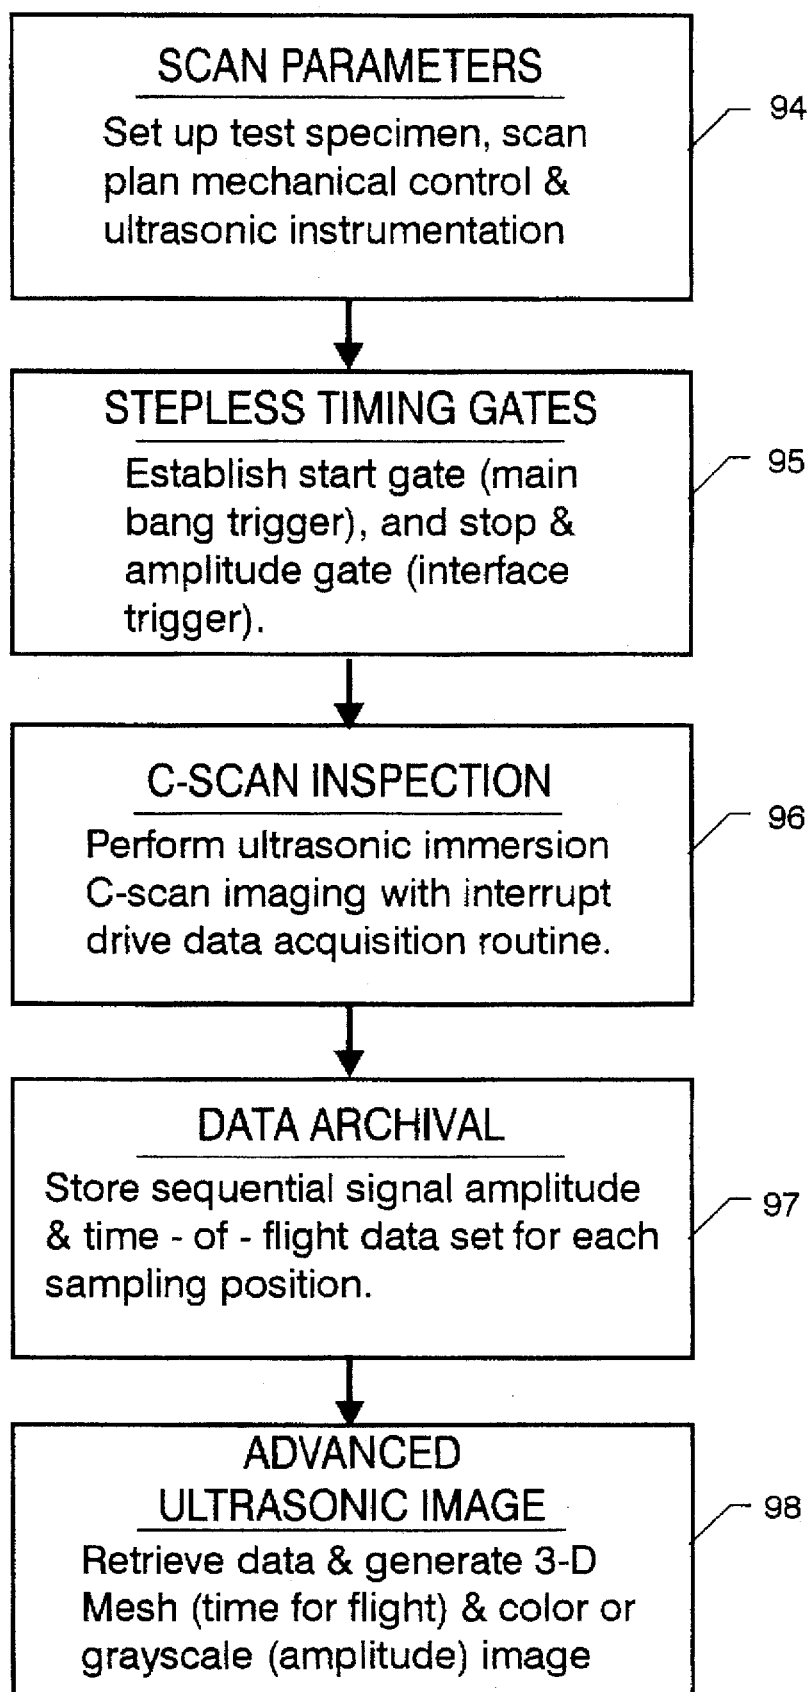 SCAN PARAMETERS
Set up test specimen, scan
plan mechanical control &
ultrasonic instrumentation
94
STEPLESS TIMING GATES
Establish start gate (main
bang trigger), and stop &
amplitude gate (interface
trigger).
95
C-SCAN INSPECTION
Perform ultrasonic immersion
C-scan imaging with interrupt
drive data acquisition routine.
96
DATA ARCHIVAL
Store sequential signal amplitude
& time - of - flight data set for each
sampling position.
97
ADVANCED
ULTRASONIC IMAGE
Retrieve data & generate 3-D
Mesh (time for flight) & color or
grayscale (amplitude) image
98